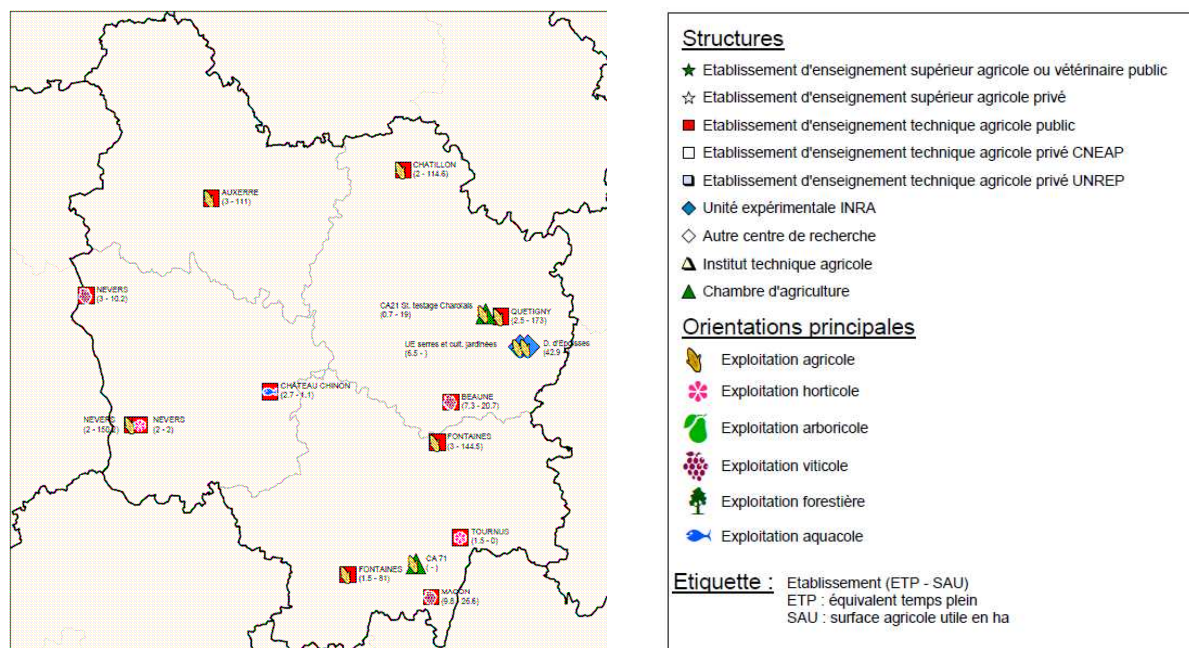 CHATILLON
(2 - 114.6)
AUXERRE
(3 - 111)
NEVERS
(3 - 10.2)
CA21 St. testage Charolais
(0.7 - 19)
QUETIGNY
(2.5 - 173)
UE serres et cult. jardinées
(6.5 - )
D. d'Epoisses
(42.9
CHÂTEAU CHINON
(2.7 - 1.1)
BEAUNE
(7.3 - 20.7)
NEVERS
NEVERS
(2 - 2)
FONTAINES
(3 - 144.5)
TOURNUS
(1.5 - 0)
CA 71
( - )
FONTAINES
(1.5 - 81)
MACON
(9.5 - 26.6)
Structures
Etablissement d'enseignement supérieur agricole ou vétérinaire public
Etablissement d'enseignement supérieur agricole privé
Etablissement d'enseignement technique agricole public
Etablissement d'enseignement technique agricole privé CNEAP
Etablissement d'enseignement technique agricole privé UNREP
Unité expérimentale INRA
Autre centre de recherche
Institut technique agricole
Chambre d'agriculture
Orientations principales
Exploitation agricole
Exploitation horticole
Exploitation arboricole
Exploitation viticole
Exploitation forestière
Exploitation aquacole
Etiquette : Etablissement (ETP - SAU)
ETP : équivalent temps plein
SAU : surface agricole utile en ha